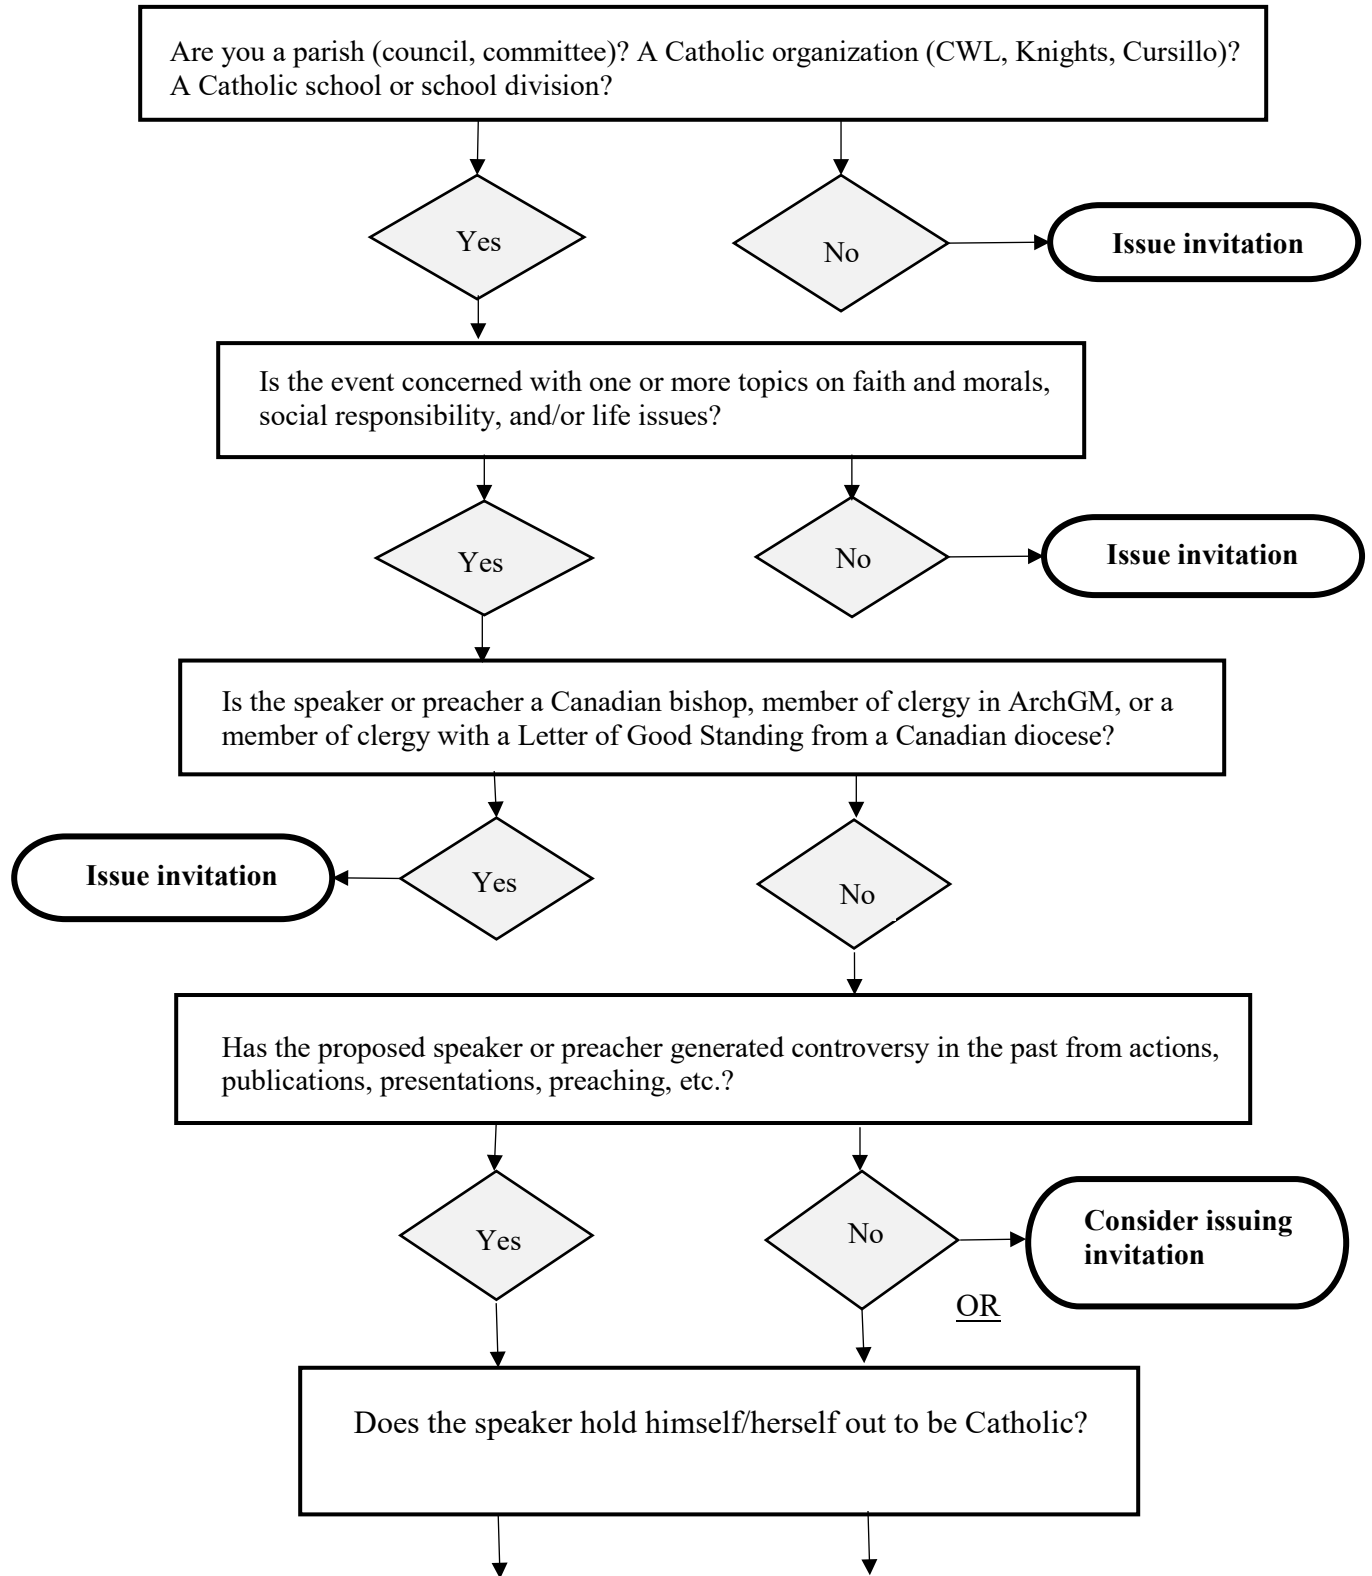 Are you a parish (council, committee)? A Catholic organization (CWL, Knights, Cursillo)?
A Catholic school or school division?
Yes
No
Issue invitation
Is the event concerned with one or more topics on faith and morals,
social responsibility, and/or life issues?
Yes
No
Issue invitation
Is the speaker or preacher a Canadian bishop, member of clergy in ArchGM, or a
member of clergy with a Letter of Good Standing from a Canadian diocese?
Issue invitation
Yes
No
Has the proposed speaker or preacher generated controversy in the past from actions,
publications, presentations, preaching, etc.?
Yes
No
Consider issuing
invitation
OR
Does the speaker hold himself/herself out to be Catholic?